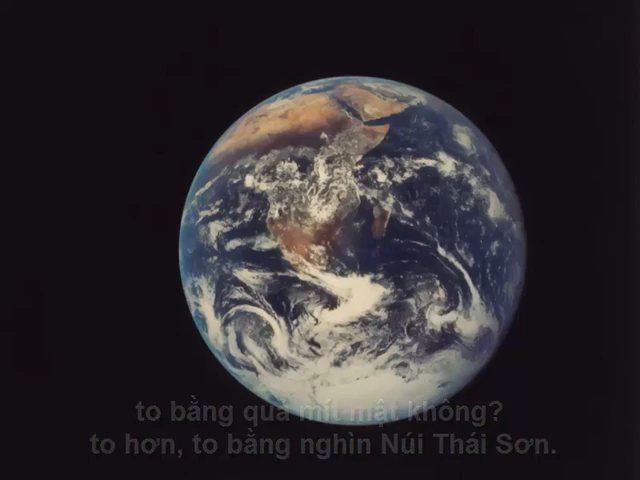 to bằng quả mít mật không?
to hơn, to bằng nghìn Núi Thái Sơn.